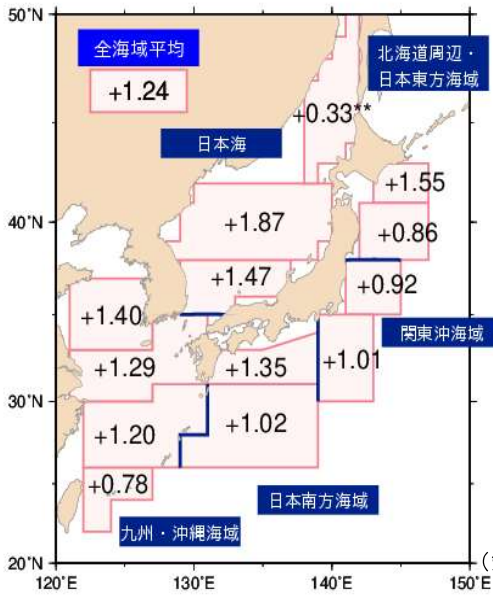 50˚N
全海域平均
+1.24
北海道周辺・
日本東方海域
+0.33**
日本海
+1.55
40˚N
+1.87
+0.86
+1.47
+0.92
+1.40
関東沖海域
+1.29
+1.35
+1.01
30˚N
+1.20
+1.02
+0.78
日本南方海域
九州・沖縄海域
20˚N
120˚E
130˚E
140˚E
150˚E